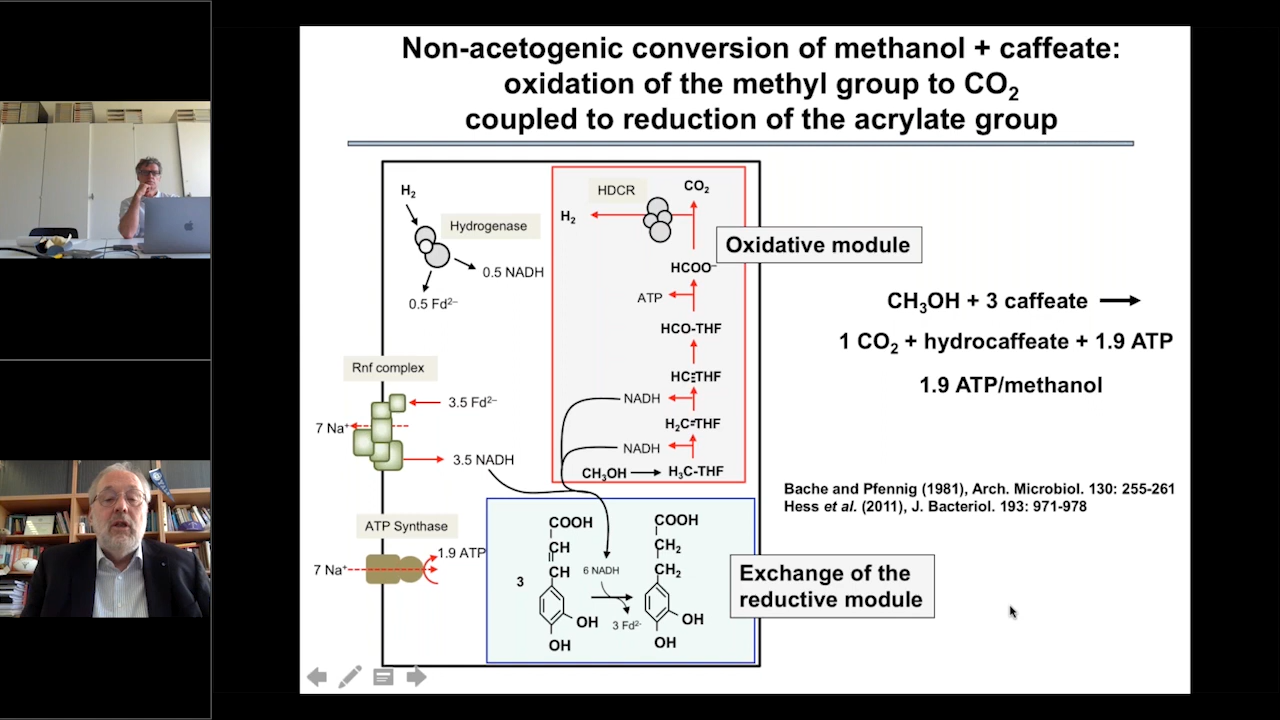 Non-acetogenic conversion of methanol + caffeate:
oxidation of the methyl group to CO₂
coupled to reduction of the acrylate group
H₂
Hydrogenase
0.5 NADH
0.5 Fd²⁻
HDCR
CO₂
H₂
Oxidative module
HCOO⁻
ATP
HCO-THF
HC≡THF
NADH
H₂C=THF
NADH
CH₃OH
H₃C-THF
Rnf complex
3.5 Fd²⁻
7 Na⁺
3.5 NADH
ATP Synthase
1.9 ATP
7 Na⁺
COOH
CH
CH
3
OH
OH
6 NADH
3 Fd²⁻
COOH
CH₂
CH₂
OH
OH
Exchange of the
reductive module
CH₃OH + 3 caffeate
1 CO₂ + hydrocaffeate + 1.9 ATP
1.9 ATP/methanol
Bache and Pfennig (1981), Arch. Microbiol. 130: 255-261
Hess et al. (2011), J. Bacteriol. 193: 971-978